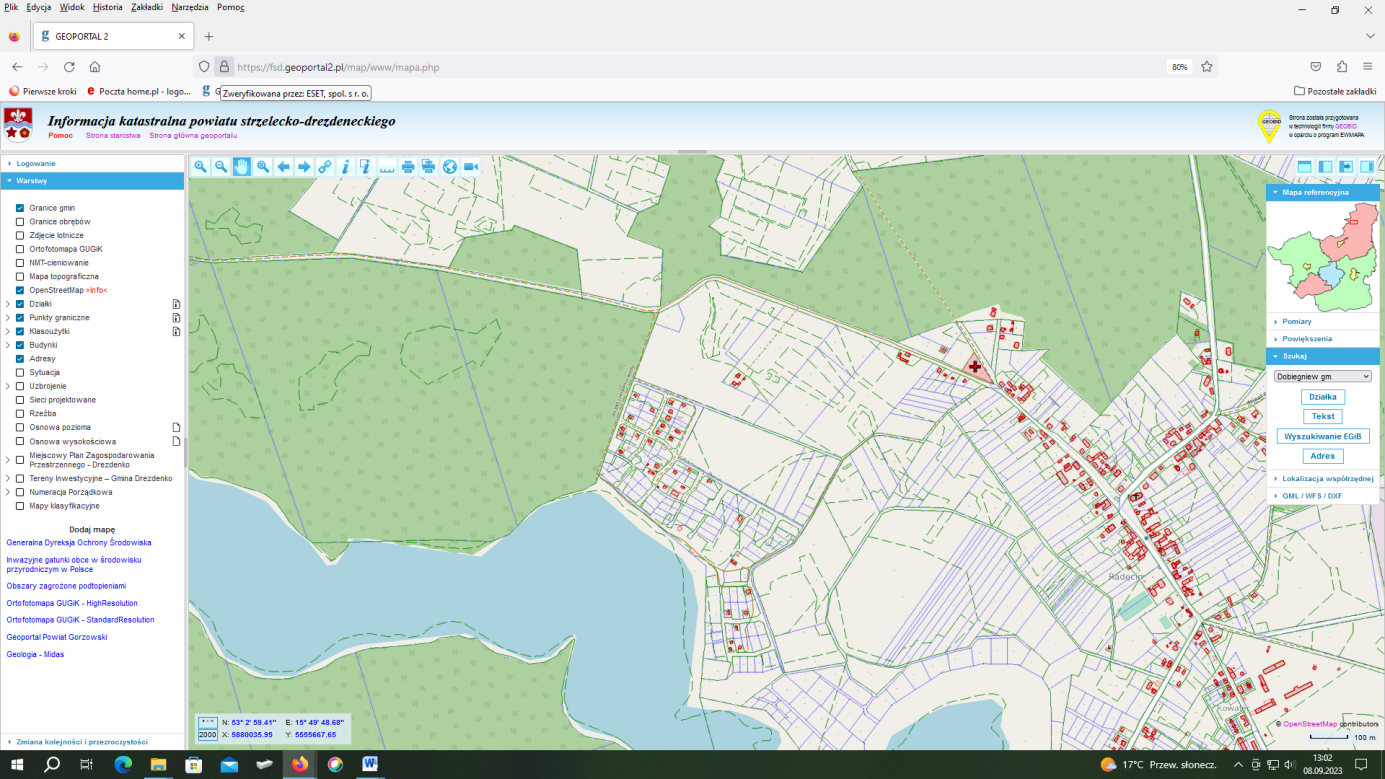 Plik Edycja Widok Historia Zakładki Narzędzia Pomoc
GEOPORTAL 2
https://fsd.geoportal2.pl/map/www/mapa.php
80%
Pierwsze kroki
Poczta home.pl - logo...
G
Zweryfikowana przez: ESET, spol. s r. o.
Pozostałe zakładki
Informacja katastralna powiatu strzelecko-drezdeneckiego
Pomoc Strona starostwa Strona główna geoportalu
GEOBID
Strona została przygotowana
w technologii firmy GEOBID
w oparciu o program EWMAPA
Logowanie
Warstwy
Granice gmin
Granice obrębów
Zdjęcie lotnicze
Ortofotomapa GUGiK
NMT-cieniowanie
Mapa topograficzna
OpenStreetMap >Info<
Działki
Punkty graniczne
Klasoużytki
Budynki
Adresy
Sytuacja
Uzbrojenie
Sieci projektowane
Rzeźba
Osnowa pozioma
Osnowa wysokościowa
Miejscowy Plan Zagospodarowania
Przestrzennego - Drezdenko
Tereny Inwestycyjne – Gmina Drezdenko
Numeracja Porządkowa
Mapy klasyfikacyjne
Dodaj mapę
Generalna Dyreksja Ochrony Środowiska
Inwazyjne gatunki obce w środowisku
przyrodniczym w Polsce
Obszary zagrożone podtopieniami
Ortofotomapa GUGiK - HighResolution
Ortofotomapa GUGiK - StandardResolution
Geoportal Powiat Gorzowski
Geologia - Midas
Zmiana kolejności i przezroczystości
Mapa referencyjna
Pomiary
Powiększenia
Szukaj
Dobiegniew gm.
Działka
Tekst
Wyszukiwanie EGiB
Adres
Lokalizacja współrzędnej
GML / WFS / DXF
Radęcin
Kowalec
° ' "
N: 53° 2' 59.41" E: 15° 49' 48.68"
2000
X: 5880035.95 Y: 5555667.65
© OpenStreetMap contributors
100 m
17°C Przew. słonecz.
13:02
08.09.2023